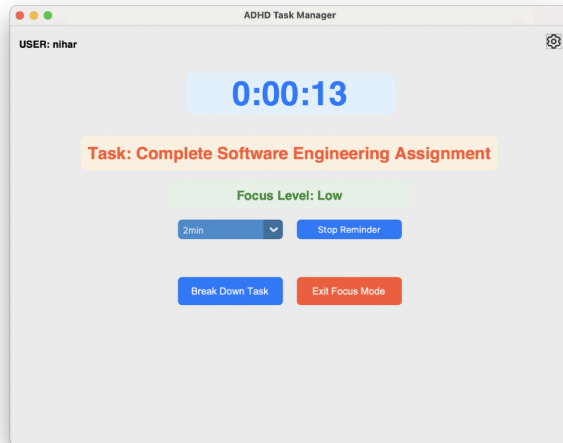 ADHD Task Manager
USER: nihar
0:00:13
Task: Complete Software Engineering Assignment
Focus Level: Low
2min Stop Reminder
Break Down Task Exit Focus Mode